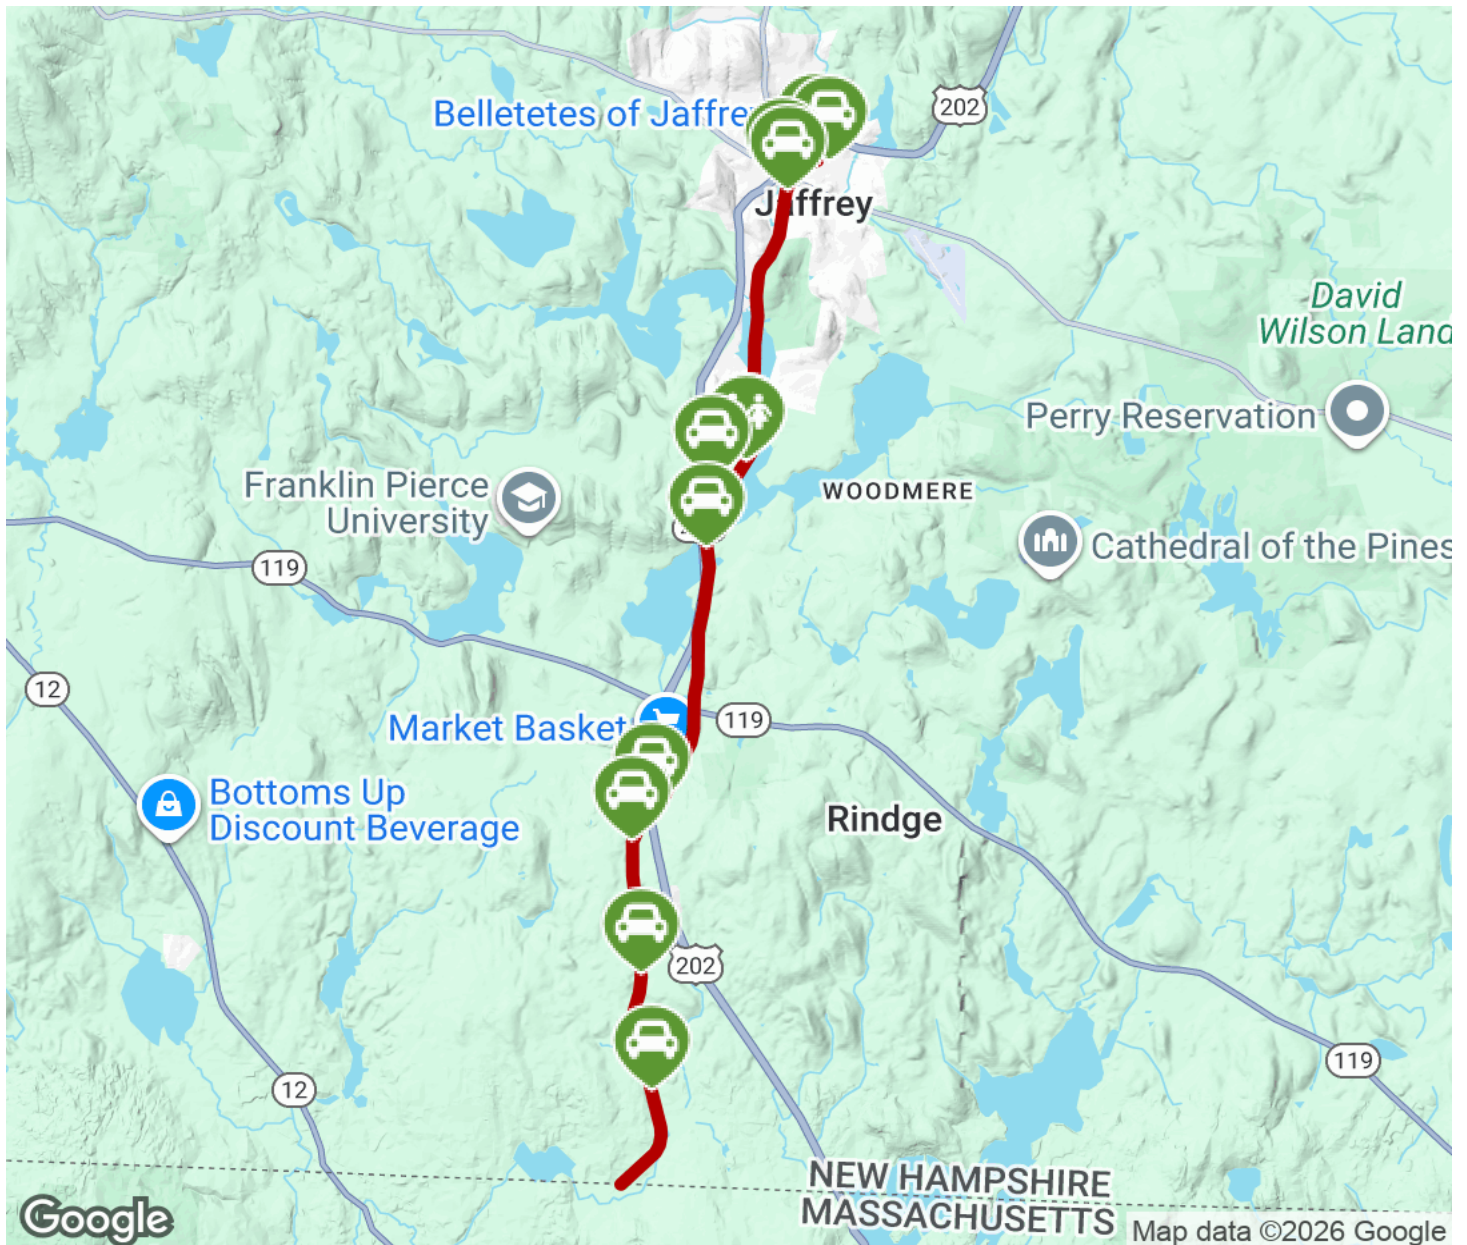 202
Belletetes of Jaffre
Jaffrey
David
Wilson Land
Perry Reservation
Franklin Pierce
University
WOODMERE
Cathedral of the Pines
119
12
Market Basket
119
Bottoms Up
Discount Beverage
Rindge
202
119
12
NEW HAMPSHIRE
MASSACHUSETTS
Google
Map data ©2026 Google